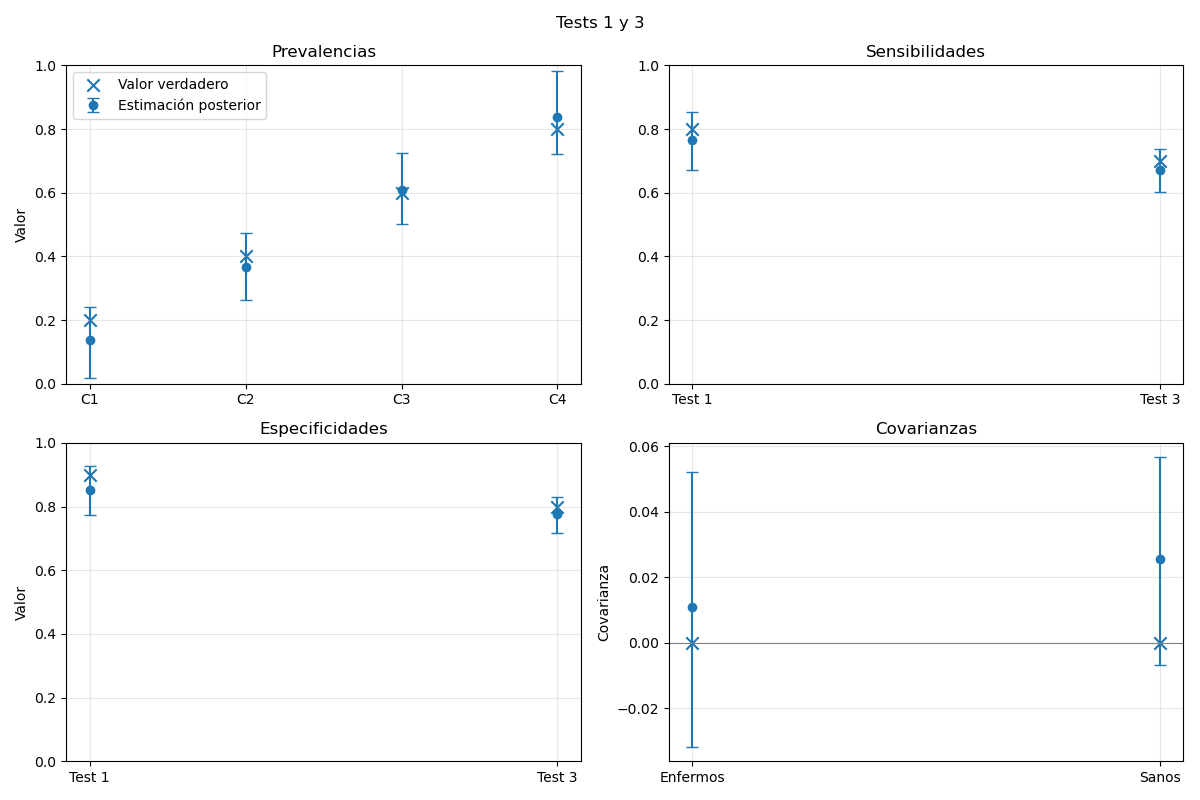 Tests 1 y 3
Prevalencias
Valor verdadero
Estimación posterior
Valor
1.0
0.8
0.6
0.4
0.2
0.0
C1 C2 C3 C4
Sensibilidades
1.0
0.8
0.6
0.4
0.2
0.0
Test 1 Test 3
Especificidades
Valor
1.0
0.8
0.6
0.4
0.2
0.0
Test 1 Test 3
Covarianzas
Covarianza
0.06
0.04
0.02
0.00
−0.02
Enfermos Sanos